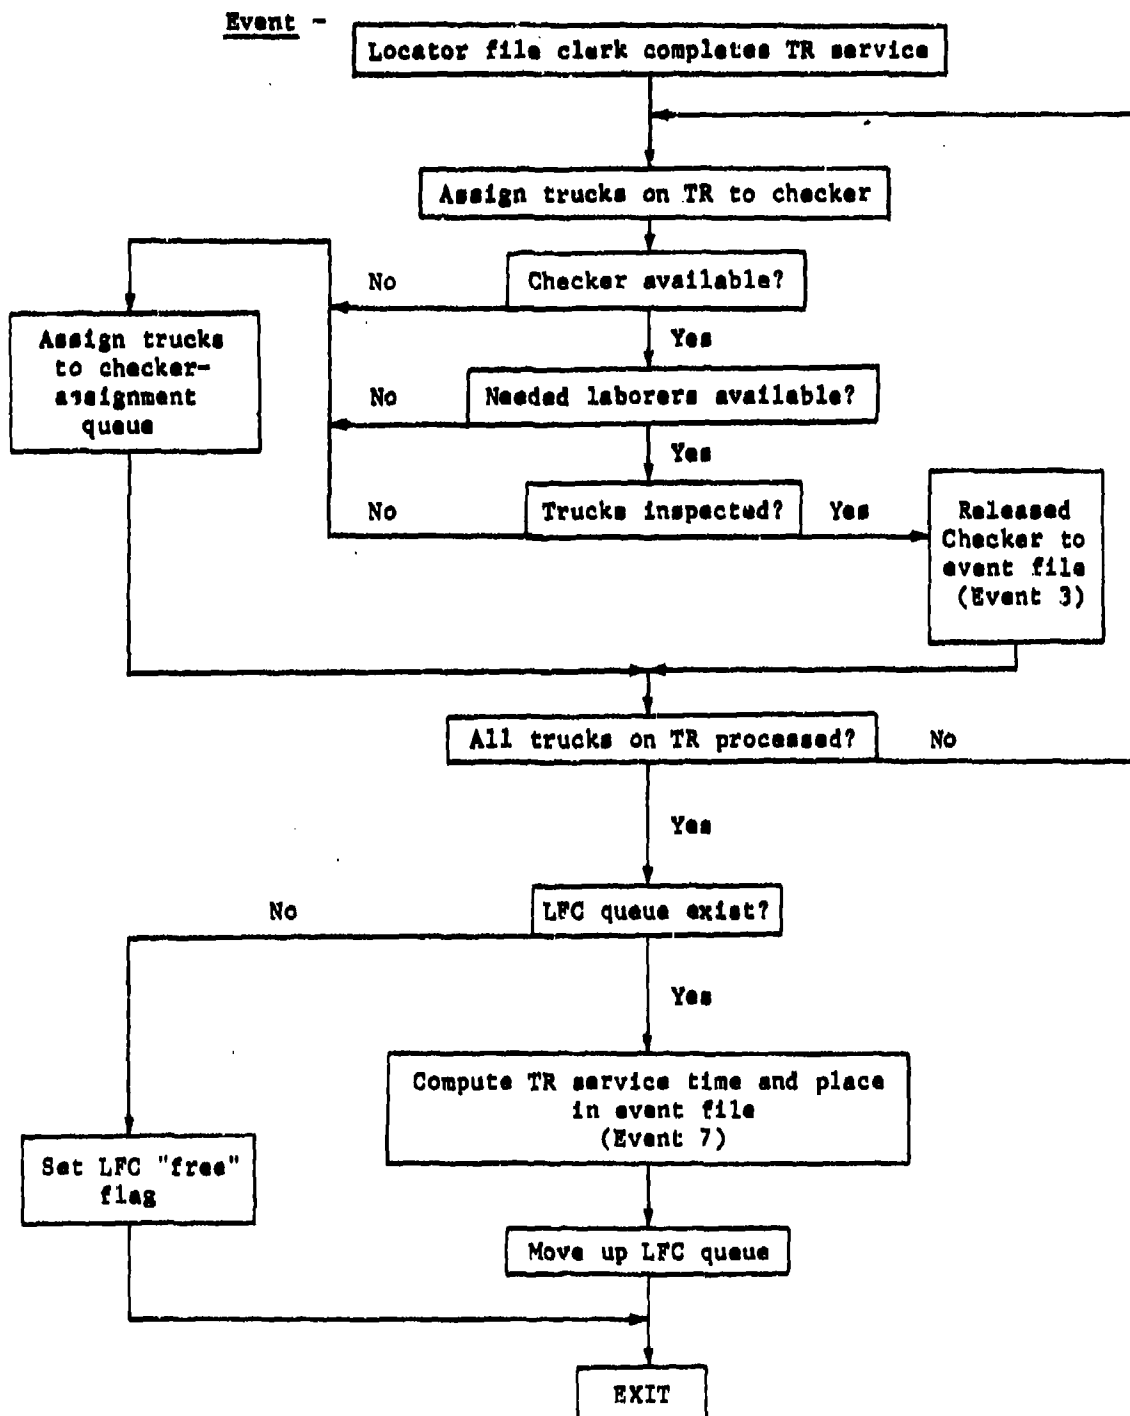 Event -
Locator file clerk completes TR service
Assign trucks on TR to checker
Checker available?
No
Yes
Assign trucks
to checker-
assignment
queue
Needed laborers available?
No
Yes
Trucks inspected?
No
Yes
Released
Checker to
event file
(Event 3)
All trucks on TR processed?
No
Yes
LFC queue exist?
No
Yes
Compute TR service time and place
in event file
(Event 7)
Set LFC "free"
flag
Move up LFC queue
EXIT